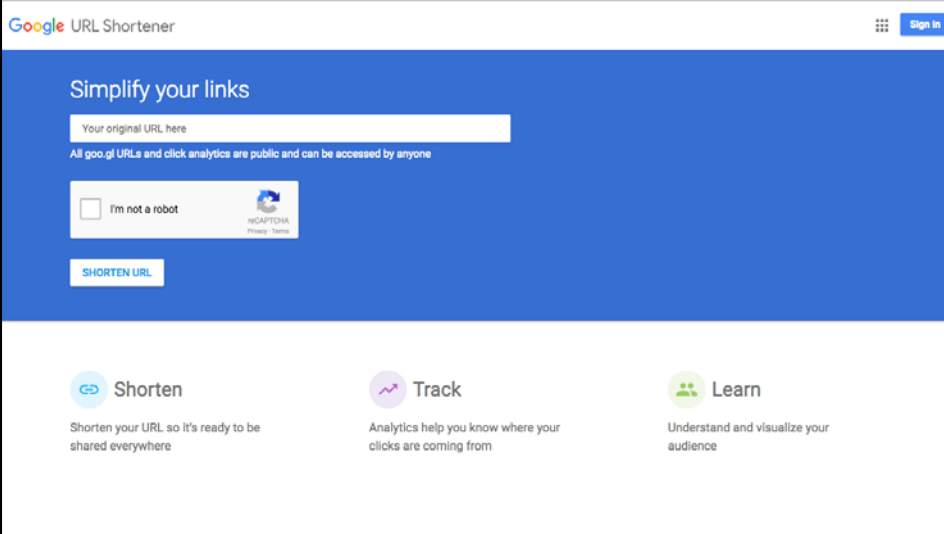 Google URL Shortener
Sign in
Simplify your links
Your original URL here
All goo.gl URLs and click analytics are public and can be accessed by anyone
I'm not a robot
reCAPTCHA
Privacy - Terms
SHORTEN URL
Shorten
Shorten your URL so it's ready to be
shared everywhere
Track
Analytics help you know where your
clicks are coming from
Learn
Understand and visualize your
audience